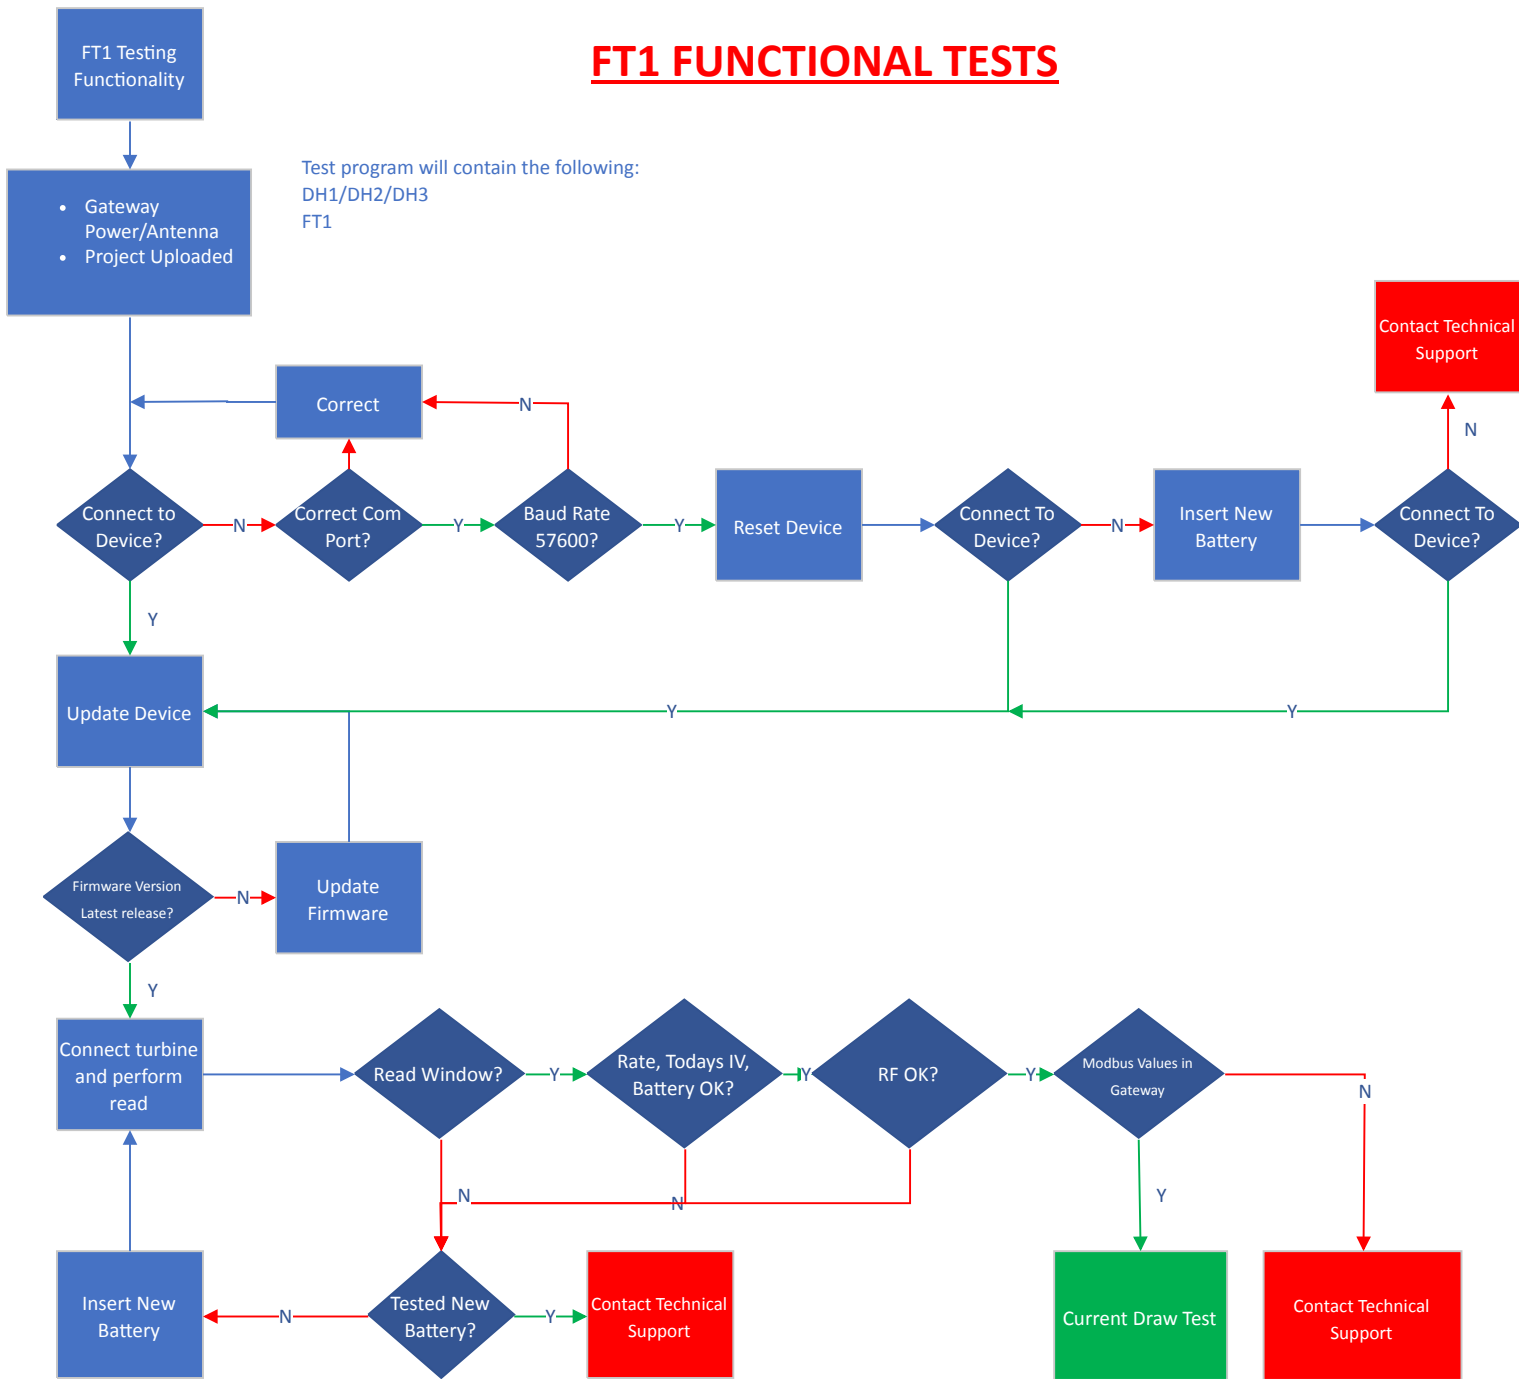 FT1 Testing
Functionality
FT1 FUNCTIONAL TESTS
Test program will contain the following:
DH1/DH2/DH3
FT1
• Gateway
Power/Antenna
• Project Uploaded
Contact Technical
Support
N
Correct
N
Connect to
Device?
N
Correct Com
Port?
Y
Baud Rate
57600?
Y
Reset Device
Connect To
Device?
N
Insert New
Battery
Connect To
Device?
Y
Update Device
Y
Y
Firmware Version
Latest release?
N
Update
Firmware
Y
Connect turbine
and perform
read
Read Window?
Y
Rate, Todays IV,
Battery OK?
Y
RF OK?
Y
Modbus Values in
Gateway
N
N
N
Y
Insert New
Battery
N
Tested New
Battery?
Y
Contact Technical
Support
Current Draw Test
Contact Technical
Support